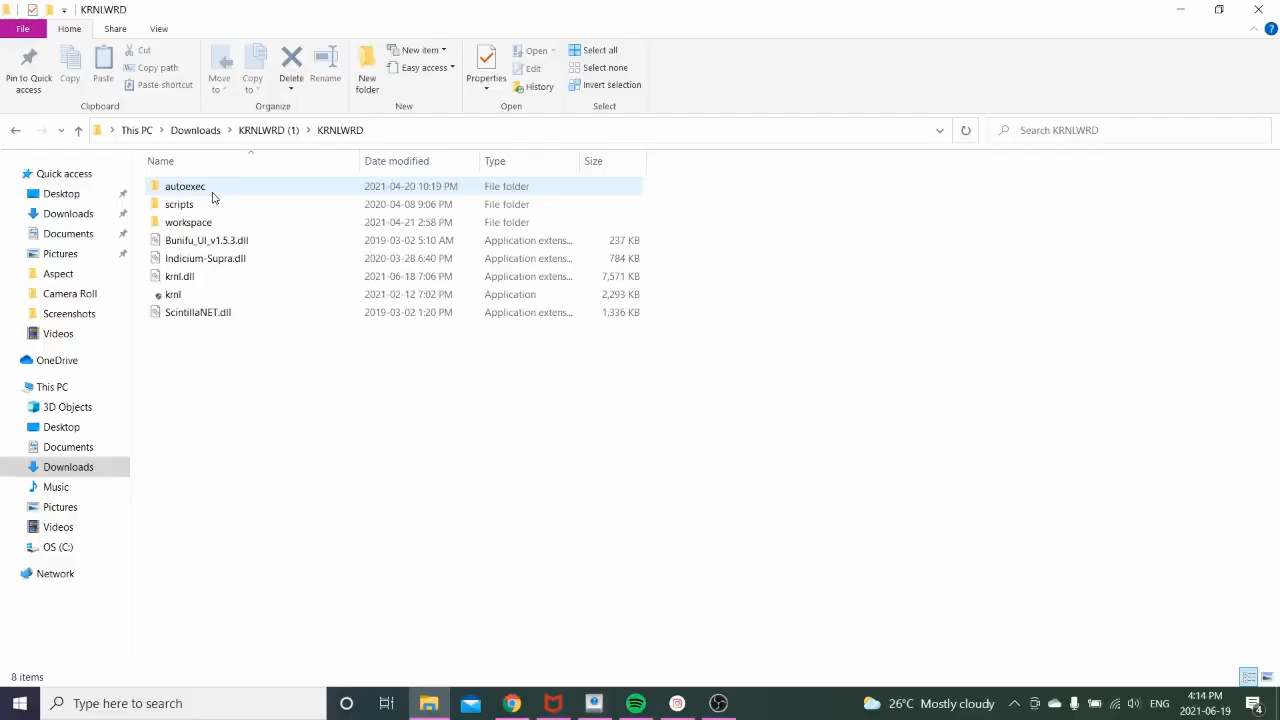 KRNLWRD
File Home Share View
Pin to Quick access
Copy
Paste
Cut
Copy path
Paste shortcut
Clipboard
Move to
Copy to
Delete
Rename
Organize
New folder
New item
Easy access
New
Properties
Open
Edit
History
Open
Select all
Select none
Invert selection
Select
This PC > Downloads > KRNLWRD (1) > KRNLWRD
Search KRNLWRD
Quick access
Desktop
Downloads
Documents
Pictures
Aspect
Camera Roll
Screenshots
Videos
OneDrive
This PC
3D Objects
Desktop
Documents
Downloads
Music
Pictures
Videos
OS (C:)
Network
Name Date modified Type Size
autoexec 2021-04-20 10:19 PM File folder
scripts 2020-04-08 9:06 PM File folder
workspace 2021-04-21 2:58 PM File folder
Bunifu_UI_v1.5.3.dll 2019-03-02 5:10 AM Application extens... 237 KB
Indicium-Supra.dll 2020-03-28 6:40 PM Application extens... 784 KB
krnl.dll 2021-06-18 7:06 PM Application extens... 7,571 KB
krnl 2021-02-12 7:02 PM Application 2,293 KB
ScintillaNET.dll 2019-03-02 1:20 PM Application extens... 1,336 KB
8 items
Type here to search
26°C Mostly cloudy
ENG
4:14 PM
2021-06-19
4